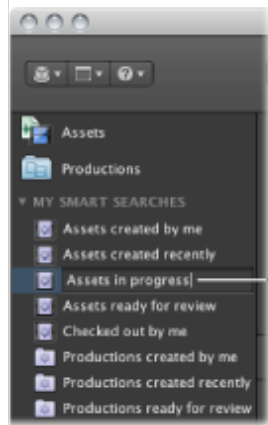 Assets
Productions
MY SMART SEARCHES
Assets created by me
Assets created recently
Assets in progress
Assets ready for review
Checked out by me
Productions created by me
Productions created recently
Productions ready for review